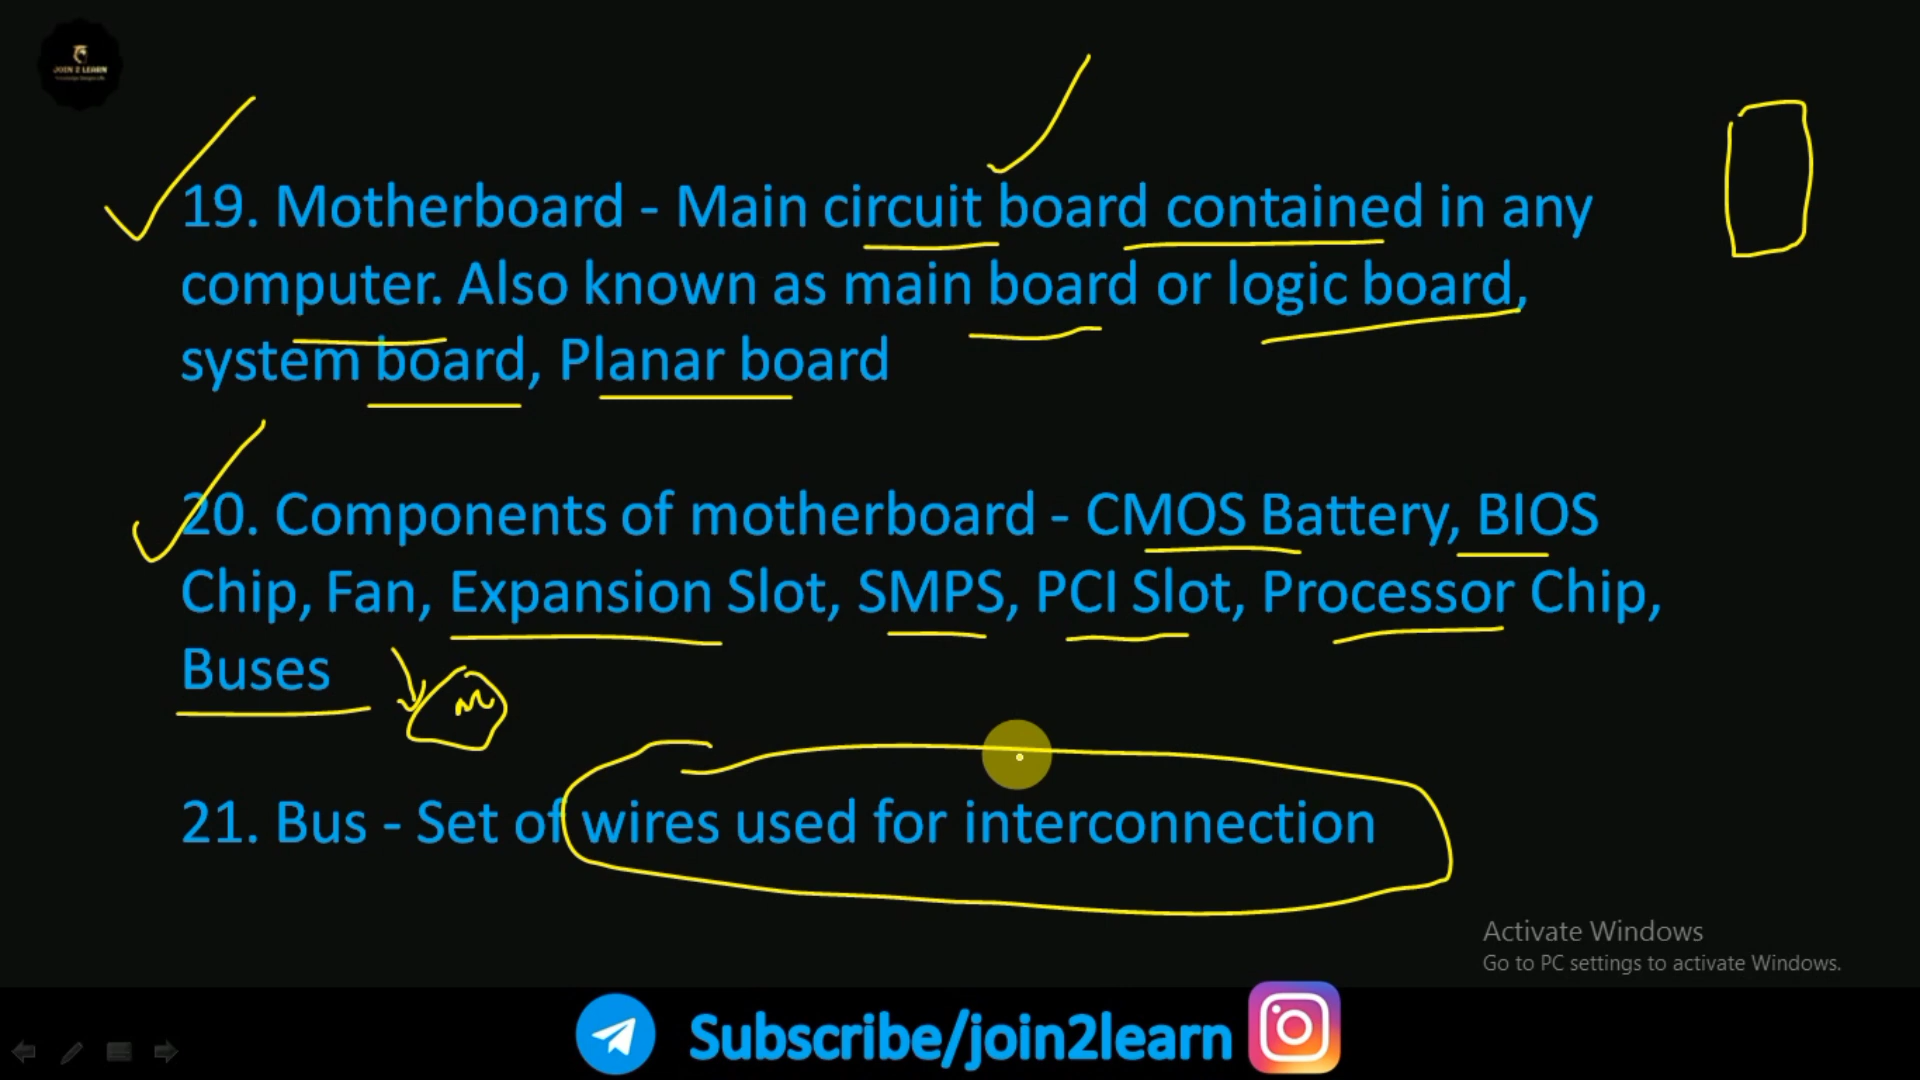 JOIN 2 LEARN
19. Motherboard - Main circuit board contained in any
computer. Also known as main board or logic board,
system board, Planar board
20. Components of motherboard - CMOS Battery, BIOS
Chip, Fan, Expansion Slot, SMPS, PCI Slot, Processor Chip,
Buses
M
21. Bus - Set of wires used for interconnection
Activate Windows
Go to PC settings to activate Windows.
Subscribe/join2learn